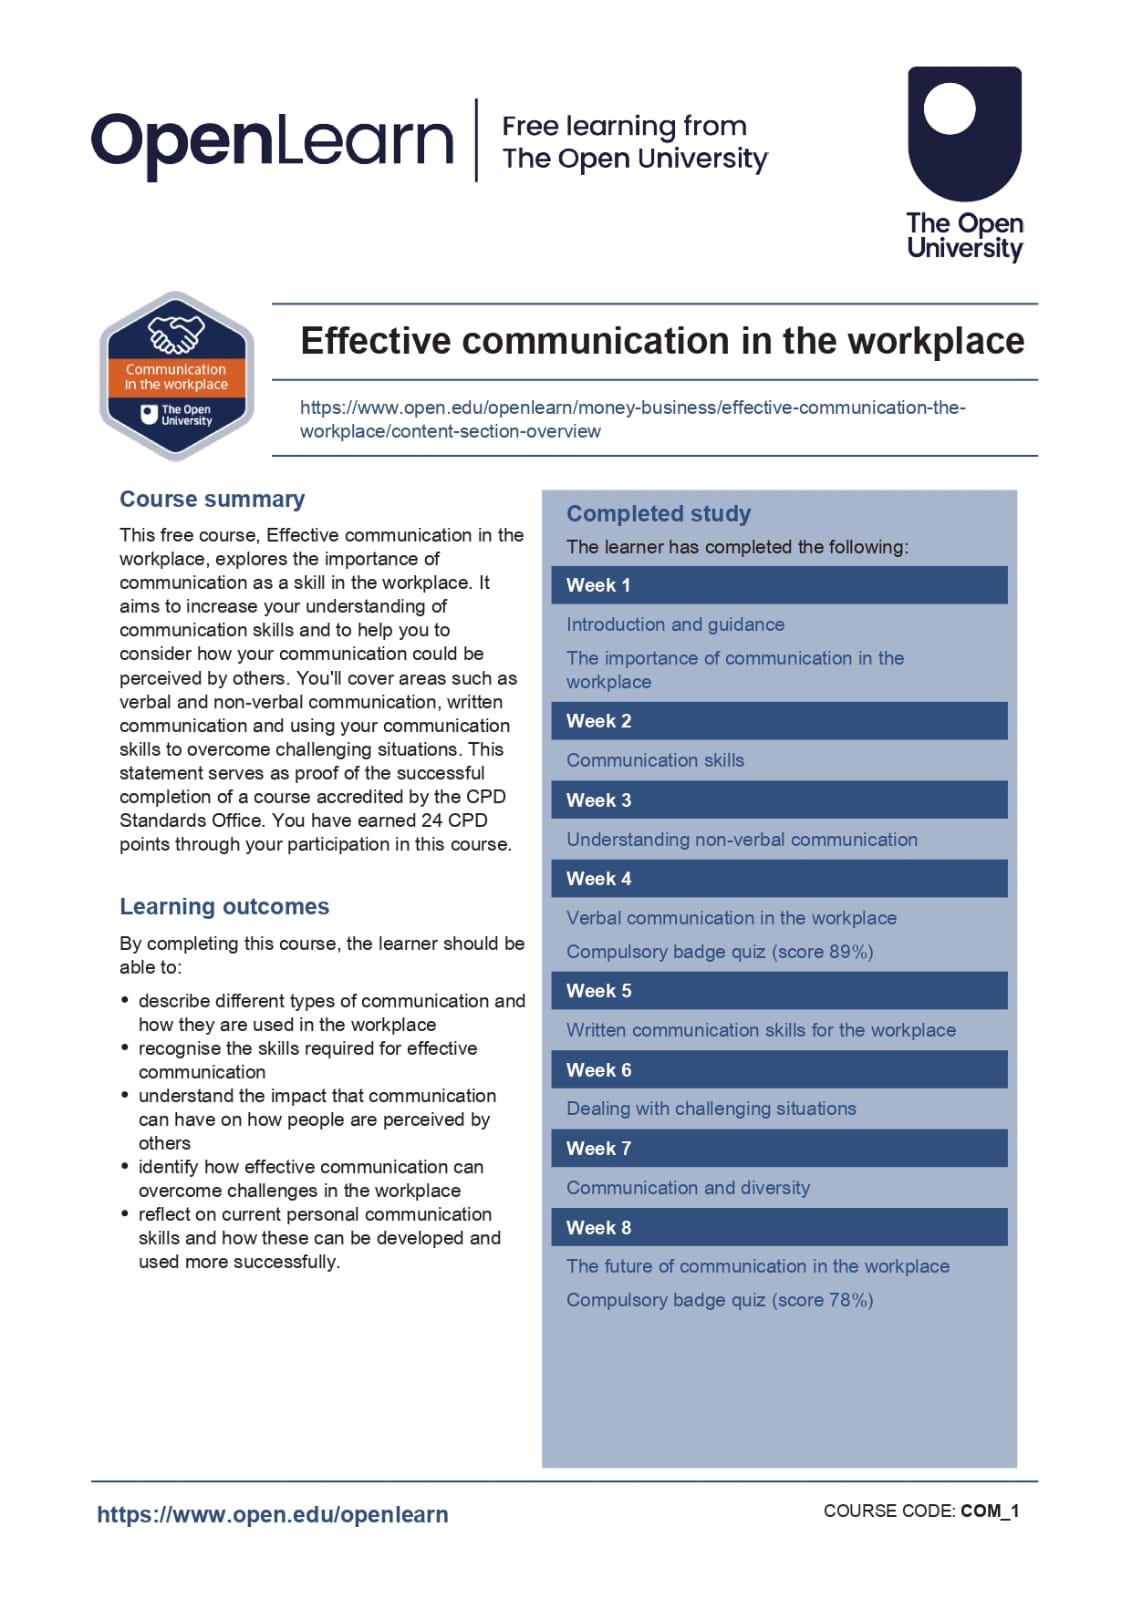 OpenLearn
Free learning from
The Open University
The Open
University
Communication
in the workplace
The Open
University
Effective communication in the workplace
https://www.open.edu/openlearn/money-business/effective-communication-the-
workplace/content-section-overview
Course summary
This free course, Effective communication in the
workplace, explores the importance of
communication as a skill in the workplace. It
aims to increase your understanding of
communication skills and to help you to
consider how your communication could be
perceived by others. You'll cover areas such as
verbal and non-verbal communication, written
communication and using your communication
skills to overcome challenging situations. This
statement serves as proof of the successful
completion of a course accredited by the CPD
Standards Office. You have earned 24 CPD
points through your participation in this course.
Learning outcomes
By completing this course, the learner should be
able to:
• describe different types of communication and
how they are used in the workplace
• recognise the skills required for effective
communication
• understand the impact that communication
can have on how people are perceived by
others
• identify how effective communication can
overcome challenges in the workplace
• reflect on current personal communication
skills and how these can be developed and
used more successfully.
Completed study
The learner has completed the following:
Week 1
Introduction and guidance
The importance of communication in the
workplace
Week 2
Communication skills
Week 3
Understanding non-verbal communication
Week 4
Verbal communication in the workplace
Compulsory badge quiz (score 89%)
Week 5
Written communication skills for the workplace
Week 6
Dealing with challenging situations
Week 7
Communication and diversity
Week 8
The future of communication in the workplace
Compulsory badge quiz (score 78%)
https://www.open.edu/openlearn
COURSE CODE: COM_1